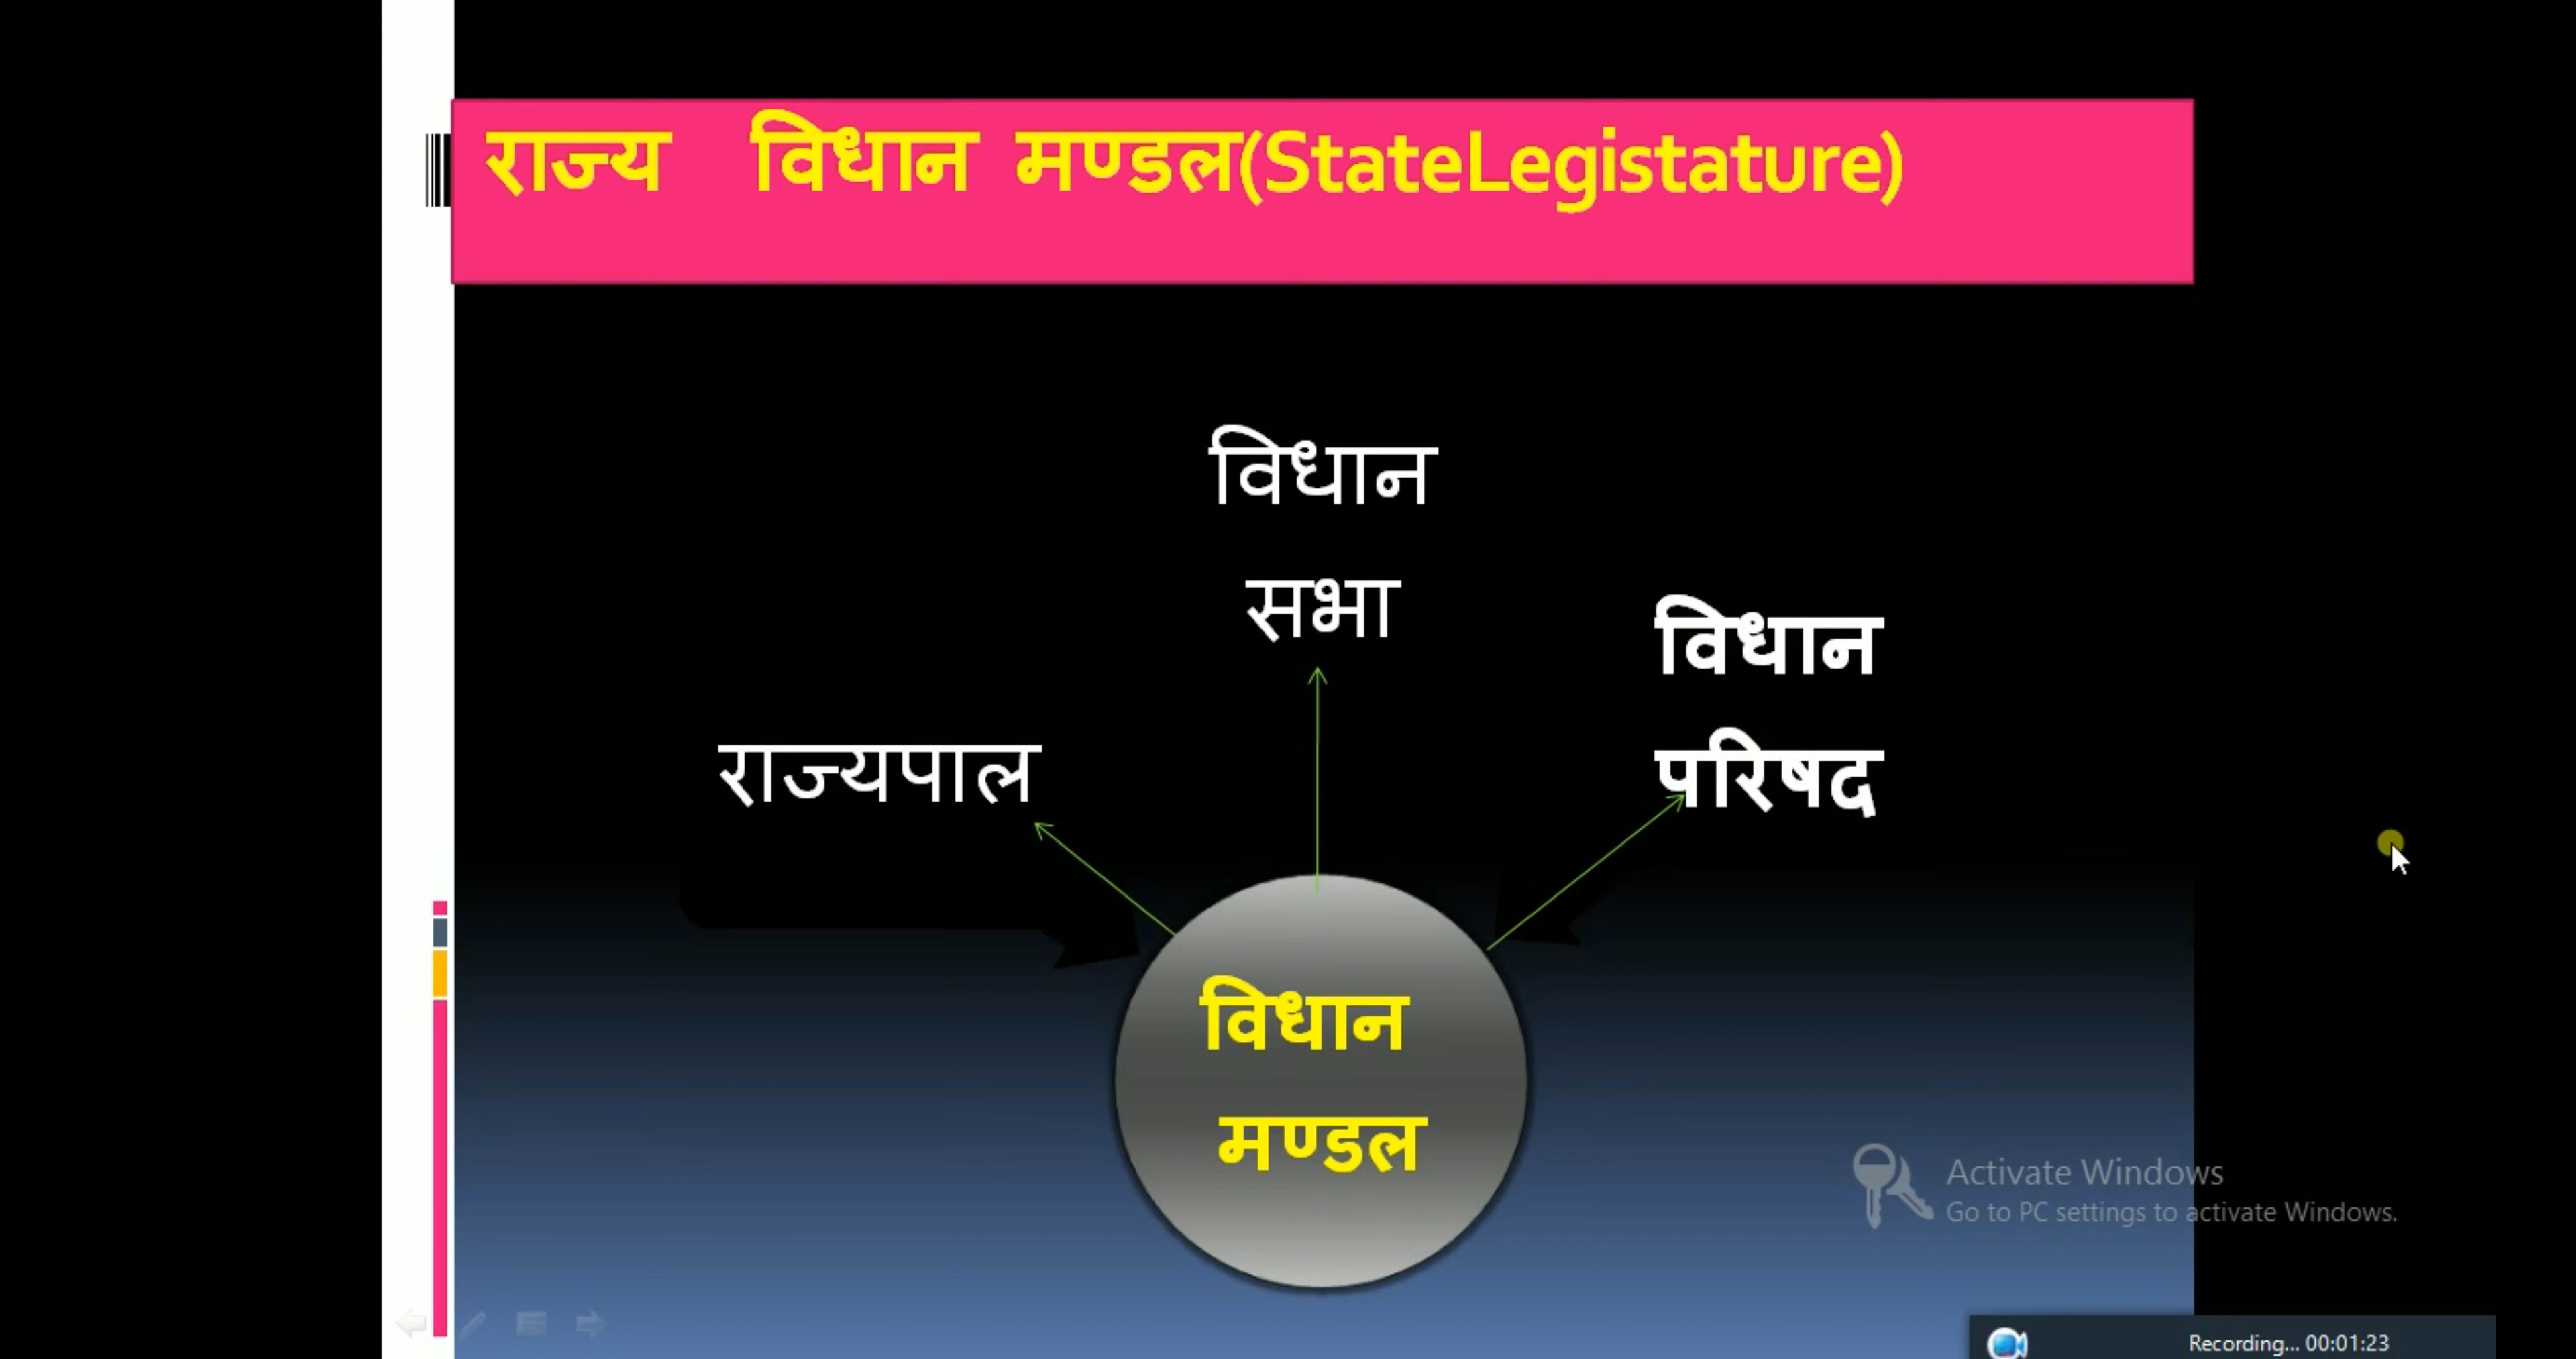 राज्य विधान मण्डल(StateLegistature)
विधान
सभा
विधान
परिषद
राज्यपाल
विधान
मण्डल
Activate Windows
Go to PC settings to activate Windows.
Recording... 00:01:23